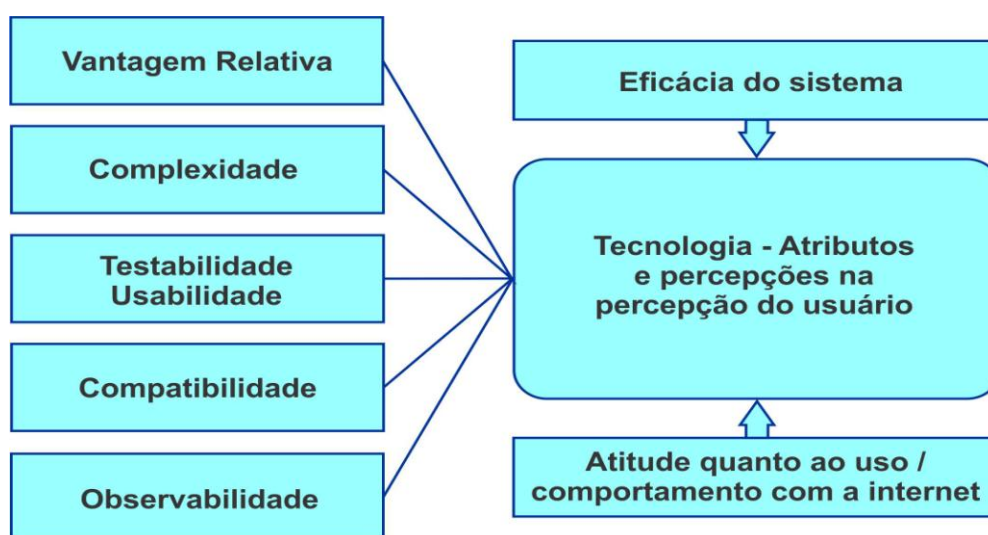 Vantagem Relativa
Complexidade
Testabilidade
Usabilidade
Compatibilidade
Observabilidade
Eficácia do sistema
Tecnologia - Atributos
e percepções na
percepção do usuário
Atitude quanto ao uso /
comportamento com a internet